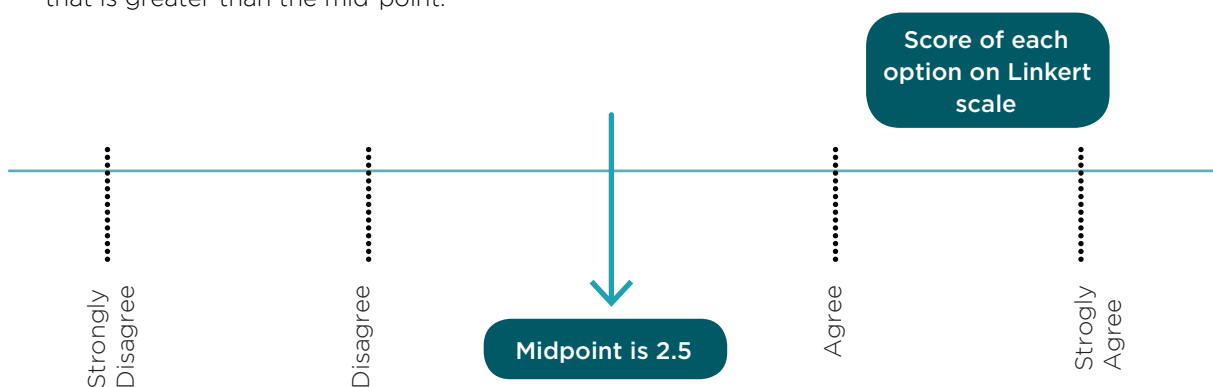 that is greater than the mid-point.
Score of each
option on Linkert
scale
Strongly
Disagree
Disagree
Midpoint is 2.5
Agree
Strogly
Agree